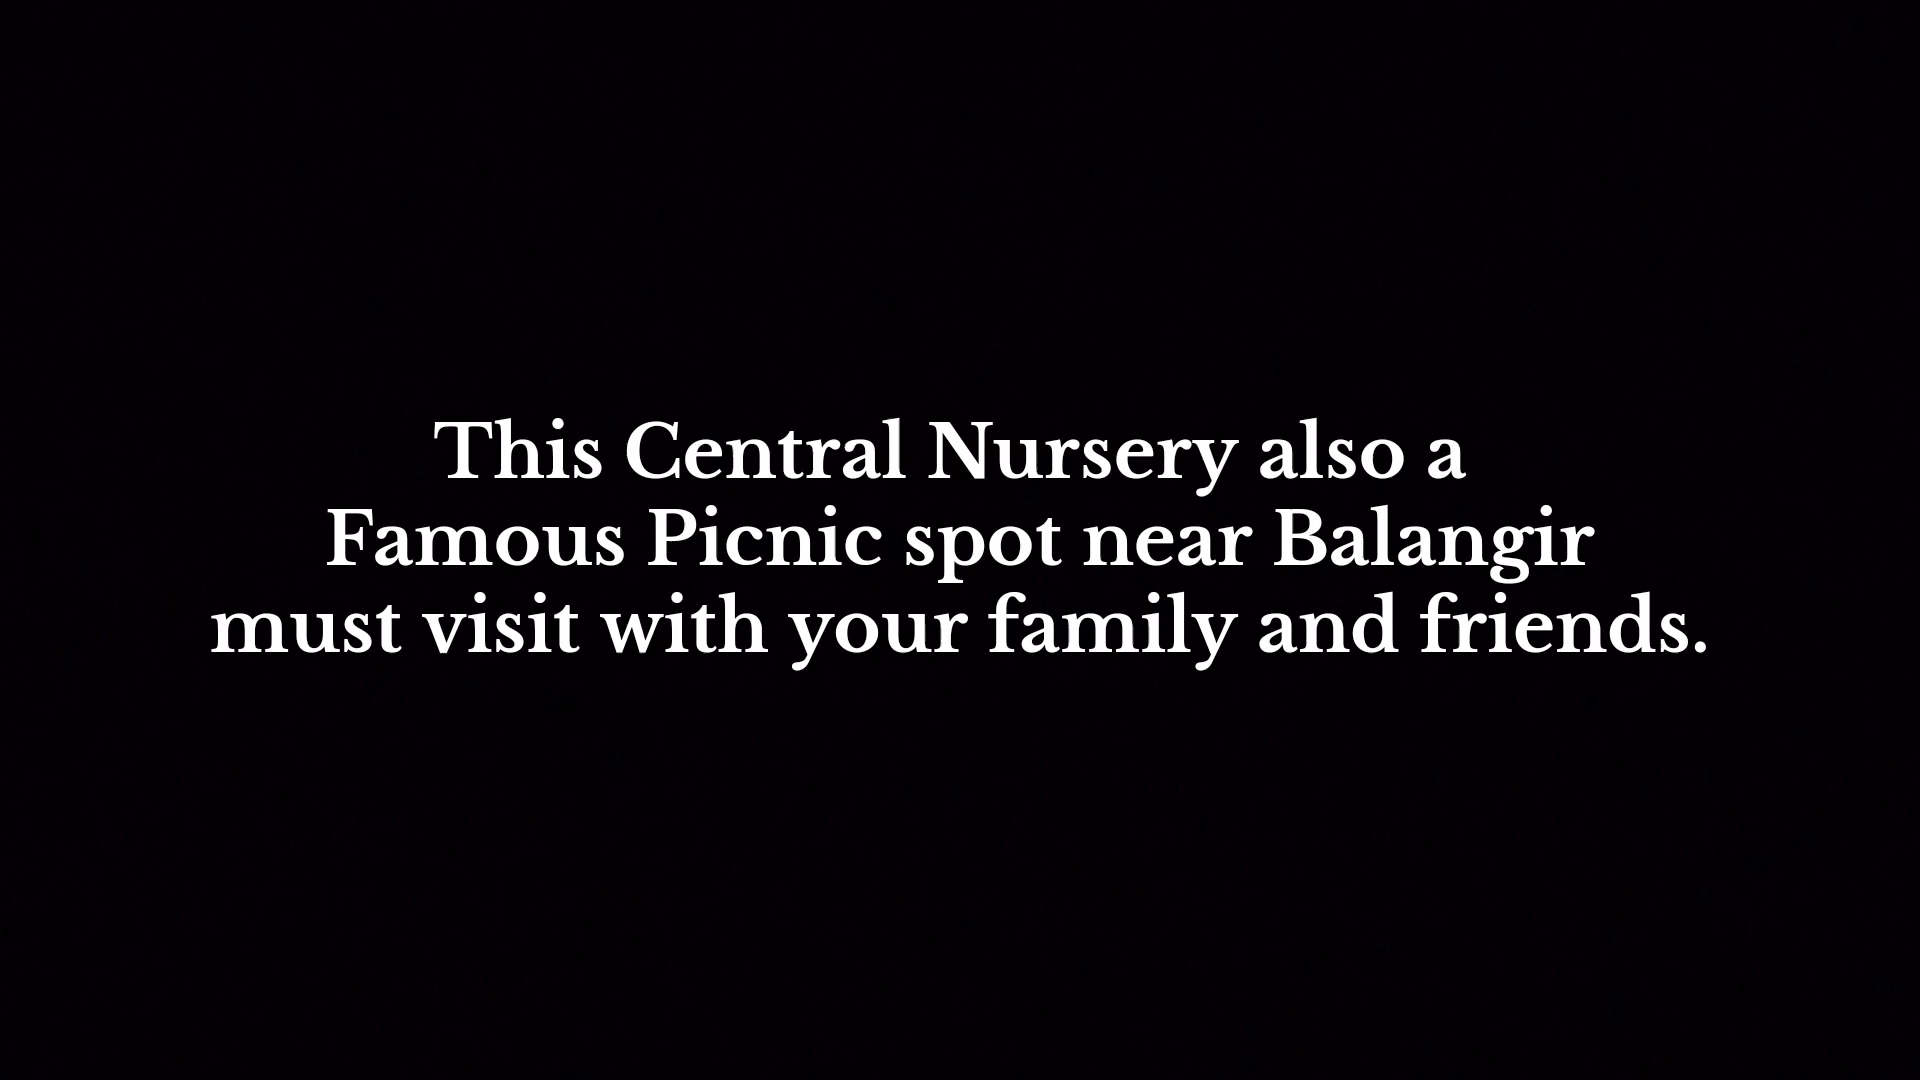 This Central Nursery also a
Famous Picnic spot near Balangir
must visit with your family and friends.